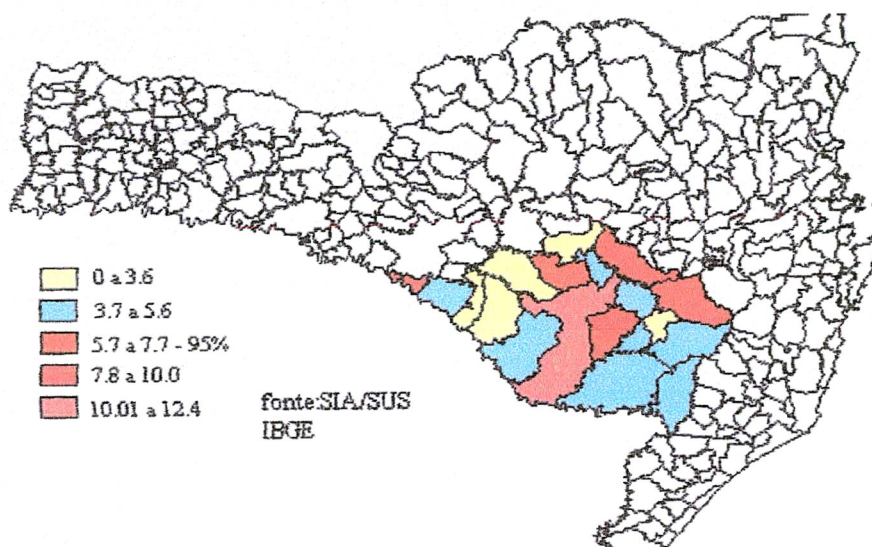 0 a 3.6
3.7 a 5.6
5.7 a 7.7 - 95%
7.8 a 10.0
10.01 a 12.4
fonte:SIA/SUS
IBGE